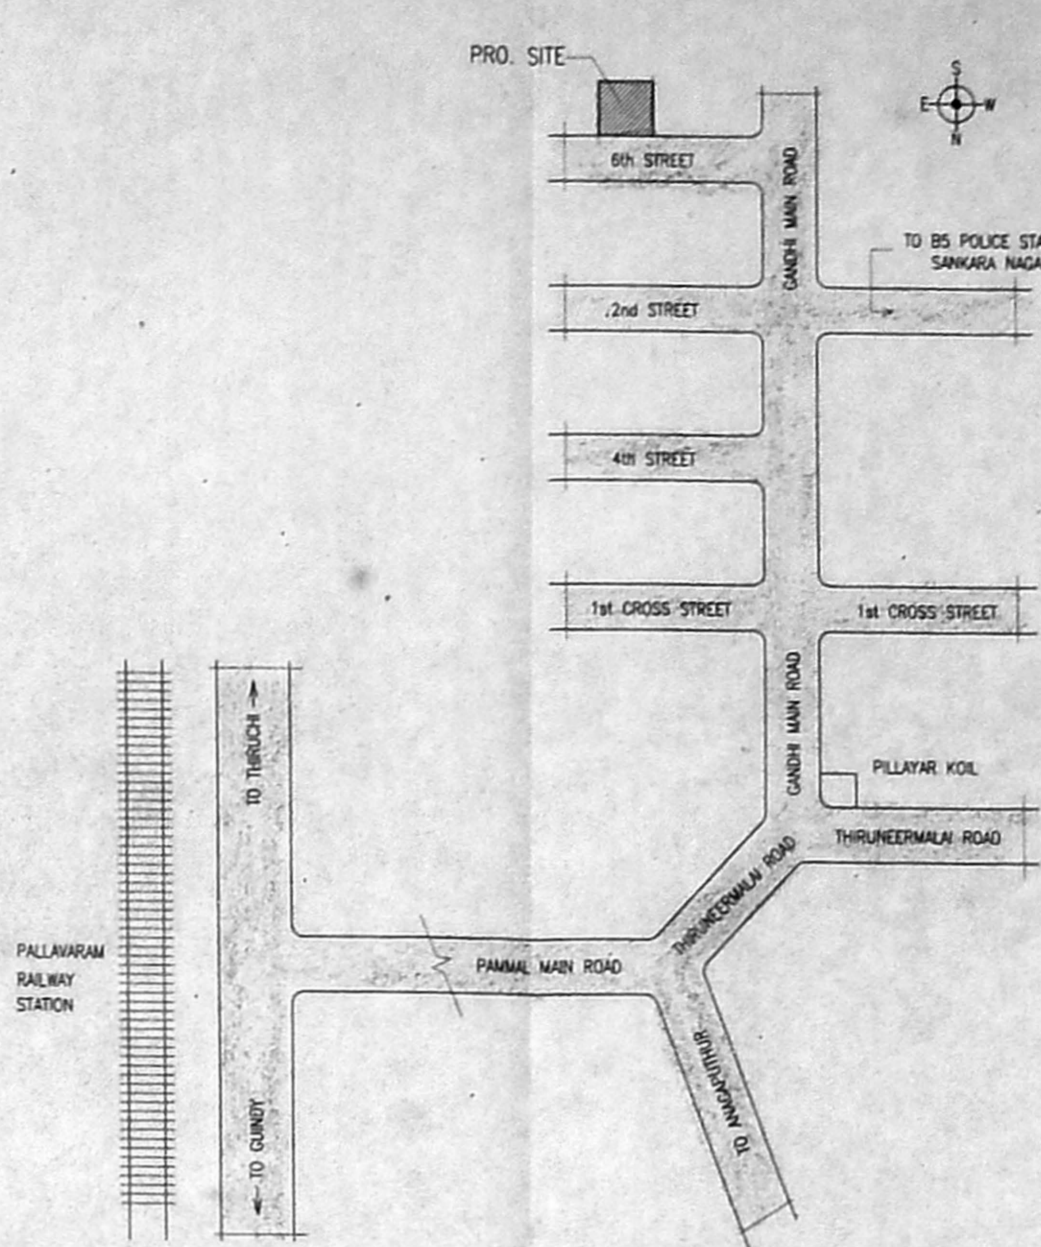 PRO. SITE
S
E
W
N
6th STREET
GANDHI MAIN ROAD
TO B5 POLICE STA
SANKARA NAGA
2nd STREET
4th STREET
1st CROSS STREET
1st CROSS STREET
GANDHI MAIN ROAD
PILLAYAR KOIL
TO THIRUCHI
THIRUNEERMALAI ROAD
THIRUNEERMALAI ROAD
PALLAVARAM
RAILWAY
STATION
PAMMAL MAIN ROAD
TO ANAGAPUTHUR
TO GUINDY